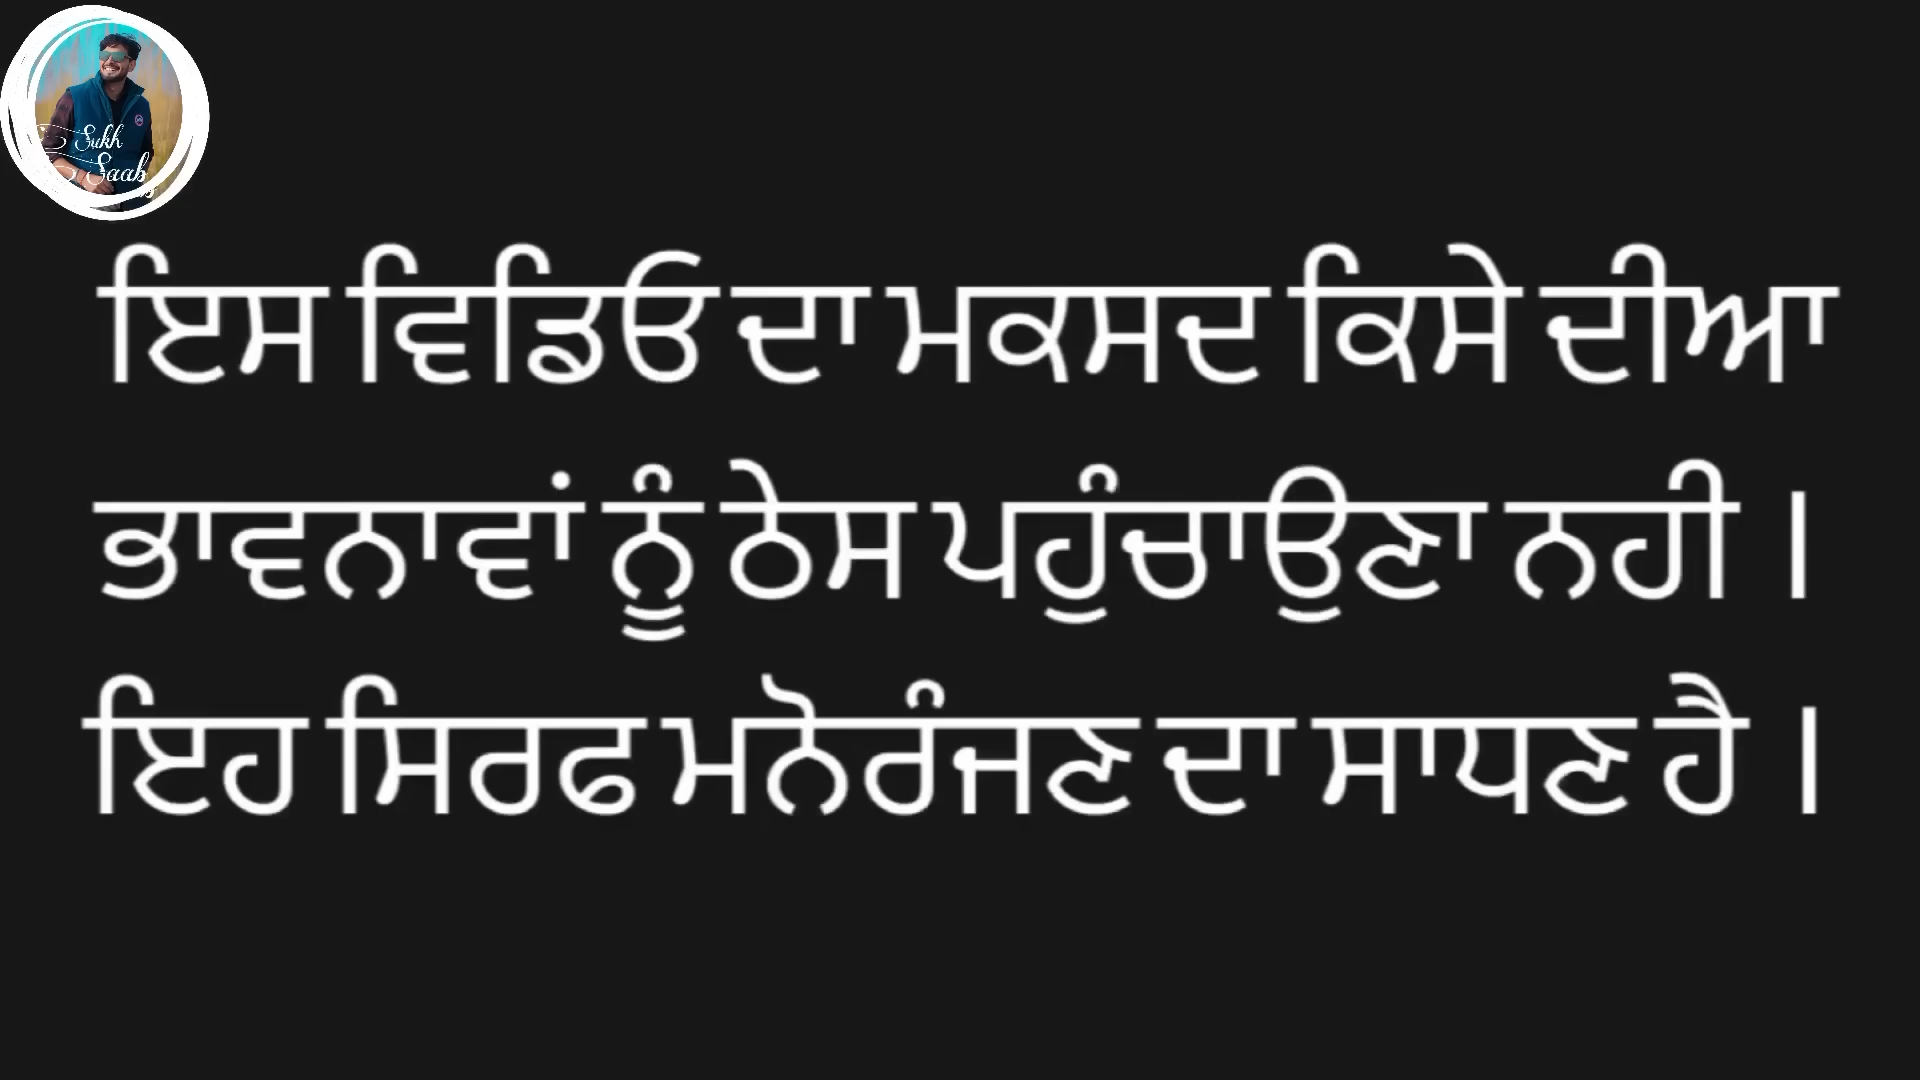 Sukh
Saab
ਇਸ ਵਿਡਿਓ ਦਾ ਮਕਸਦ ਕਿਸੇ ਦੀਆ
ਭਾਵਨਾਵਾਂ ਨੂੰ ਠੇਸ ਪਹੁੰਚਾਉਣਾ ਨਹੀ ।
ਇਹ ਸਿਰਫ ਮਨੋਰੰਜਣ ਦਾ ਸਾਧਣ ਹੈ ।